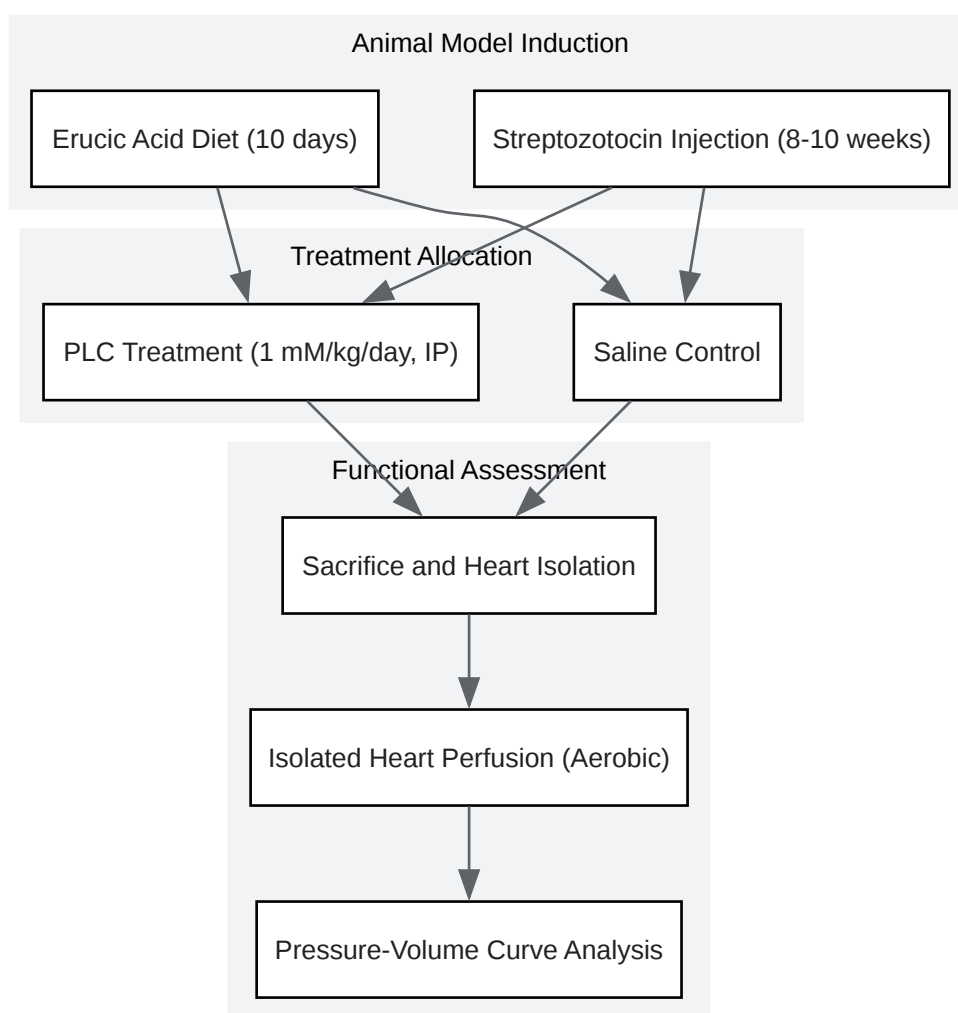 Animal Model Induction
Erucic Acid Diet (10 days)
Streptozotocin Injection (8-10 weeks)
Treatment Allocation
PLC Treatment (1 mM/kg/day, IP)
Saline Control
Functional Assessment
Sacrifice and Heart Isolation
Isolated Heart Perfusion (Aerobic)
Pressure-Volume Curve Analysis